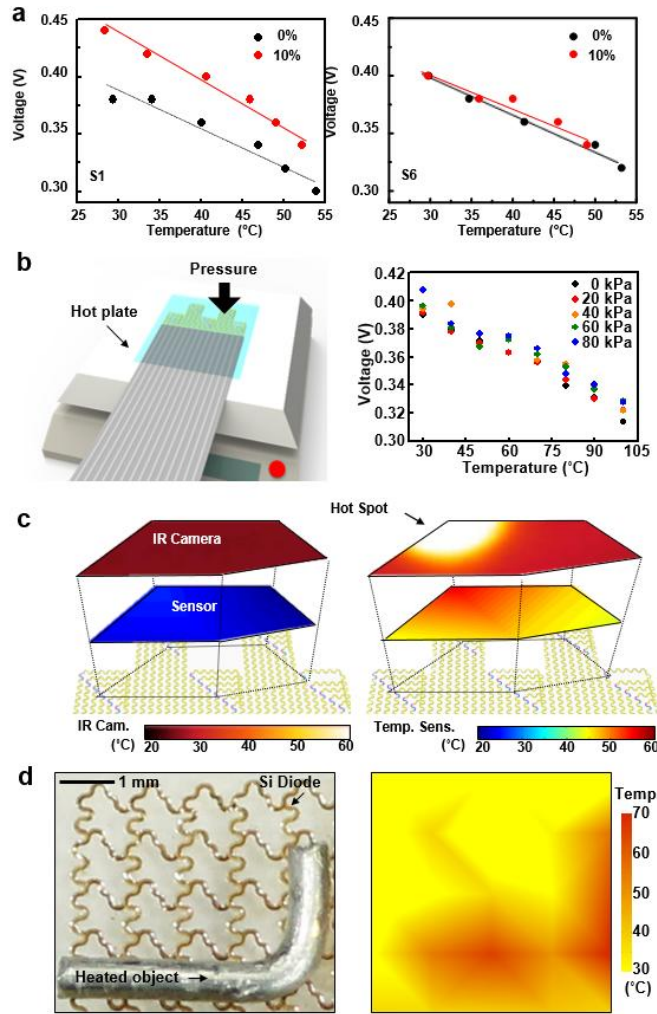 a
0.45
0.40
0.35
0.30
Voltage (V)
0%
10%
S1
25 30 35 40 45 50 55
Temperature (°C)
0.45
0.40
0.35
0.30
Voltage (V)
0%
10%
S6
25 30 35 40 45 50 55
Temperature (°C)
b
Pressure
Hot plate
0.42
0.40
0.38
0.36
0.34
0.32
0.30
Voltage (V)
0 kPa
20 kPa
40 kPa
60 kPa
80 kPa
30 45 60 75 90 105
Temperature (°C)
c
Hot Spot
IR Camera
Sensor
IR Cam.
(°C)
20 30 40 50 60
Temp. Sens.
(°C)
20 30 40 50 60
d
1 mm
Si Diode
Heated object
Temp
70
60
50
40
30
(°C)